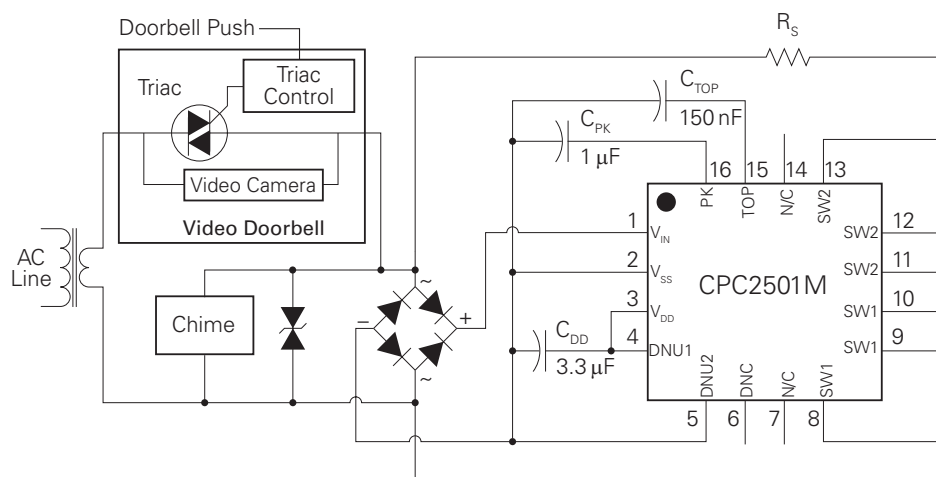 Doorbell Push
Triac
Triac
Control
Video Camera
Video Doorbell
AC
Line
Chime
~
~
−
+
R_S
C_TOP
150 nF
C_PK
1 µF
C_DD
3.3 µF
16 15 14 13
PK TOP N/C SW2
1 V_IN
2 V_SS
3 V_DD
4 DNU1
CPC2501M
SW2 12
SW2 11
SW1 10
SW1 9
DNU2 DNC N/C SW1
5 6 7 8